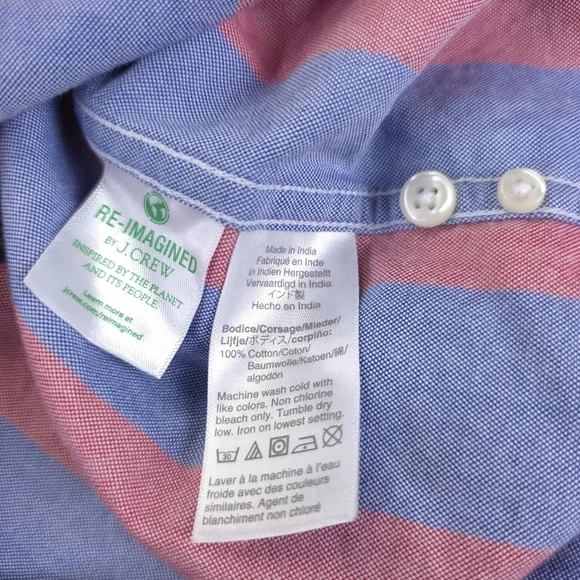 RE-IMAGINED
BY J.CREW
INSPIRED BY THE PLANET
AND ITS PEOPLE.
Learn more at
jcrew.com/reimagined
Made in India
Fabriqué en Inde
in Indien Hergestellt
Vervaardigd in India
インド製
Hecho en India
Bodice/Corsage/Mieder/
Lijfje/ボディス/corpiño:
100% Cotton/Coton/
Baumwolle/Katoen/綿/
algodón
Machine wash cold with
like colors. Non chlorine
bleach only. Tumble dry
low. Iron on lowest setting.
30
Laver à la machine à l'eau
froide avec des couleurs
similaires. Agent de
blanchiment non chlorant